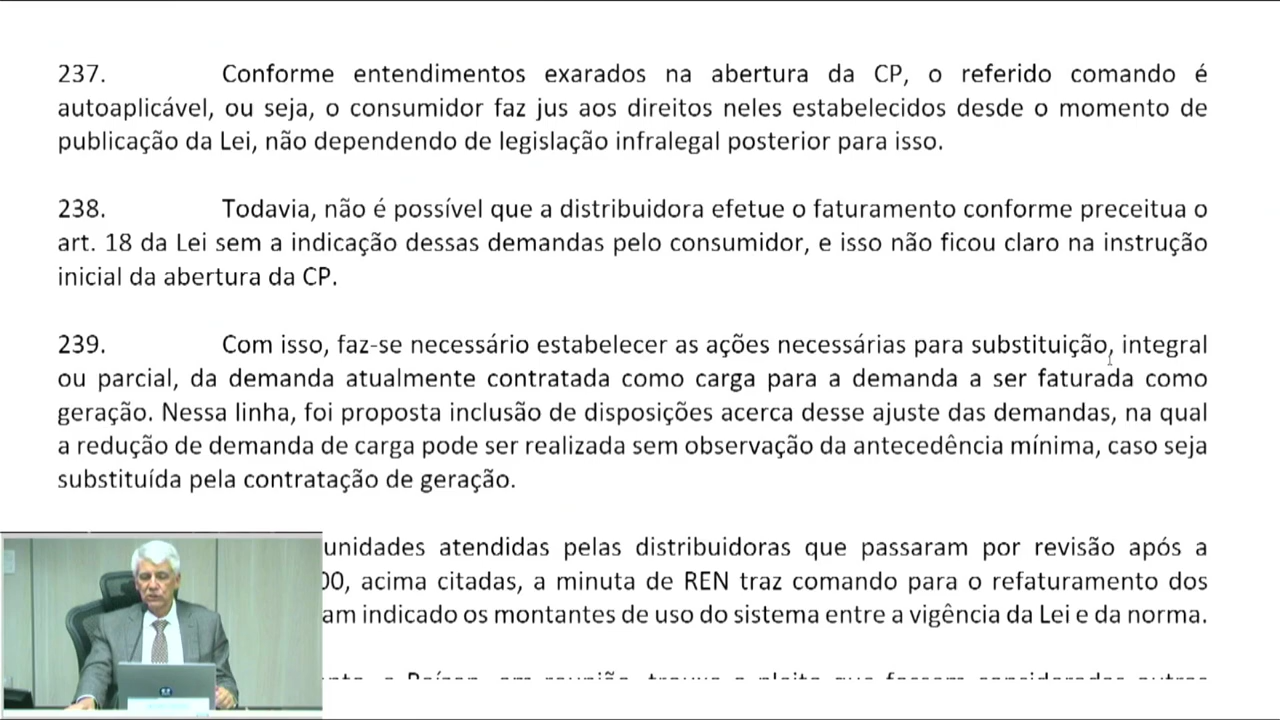 237. Conforme entendimentos exarados na abertura da CP, o referido comando é
autoaplicável, ou seja, o consumidor faz jus aos direitos neles estabelecidos desde o momento de
publicação da Lei, não dependendo de legislação infralegal posterior para isso.
238. Todavia, não é possível que a distribuidora efetue o faturamento conforme preceitua o
art. 18 da Lei sem a indicação dessas demandas pelo consumidor, e isso não ficou claro na instrução
inicial da abertura da CP.
239. Com isso, faz-se necessário estabelecer as ações necessárias para substituição, integral
ou parcial, da demanda atualmente contratada como carga para a demanda a ser faturada como
geração. Nessa linha, foi proposta inclusão de disposições acerca desse ajuste das demandas, na qual
a redução de demanda de carga pode ser realizada sem observação da antecedência mínima, caso seja
substituída pela contratação de geração.
unidades atendidas pelas distribuidoras que passaram por revisão após a
00, acima citadas, a minuta de REN traz comando para o refaturamento dos
am indicado os montantes de uso do sistema entre a vigência da Lei e da norma.